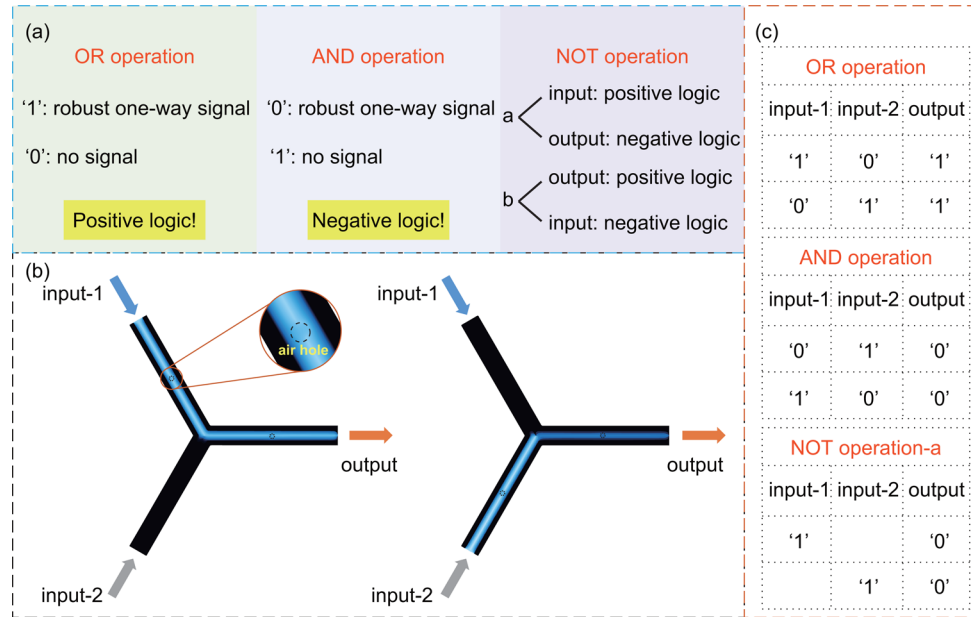 (a)
OR operation
‘1’: robust one-way signal
‘0’: no signal
Positive logic!
AND operation
‘0’: robust one-way signal
‘1’: no signal
Negative logic!
NOT operation
a
input: positive logic
output: negative logic
b
output: positive logic
input: negative logic
(b)
input-1
air hole
output
input-2
input-1
output
input-2
(c)
OR operation
input-1 input-2 output
‘1’ ‘0’ ‘1’
‘0’ ‘1’ ‘1’
AND operation
input-1 input-2 output
‘0’ ‘1’ ‘0’
‘1’ ‘0’ ‘0’
NOT operation-a
input-1 input-2 output
‘1’ ‘0’
‘1’ ‘0’